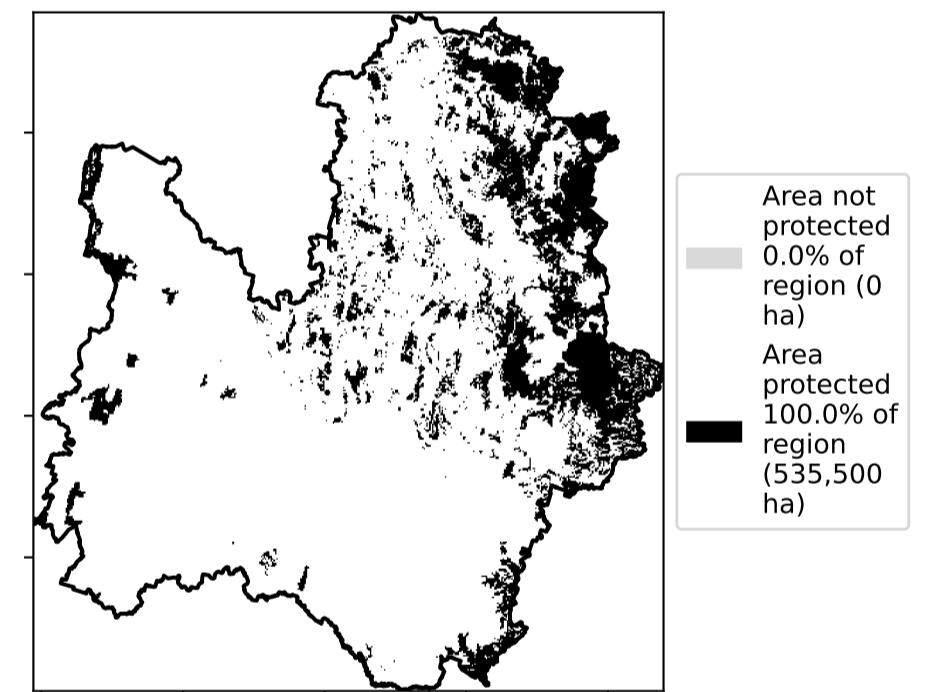 Area not
protected
0.0% of
region (0
ha)
Area
protected
100.0% of
region
(535,500
ha)